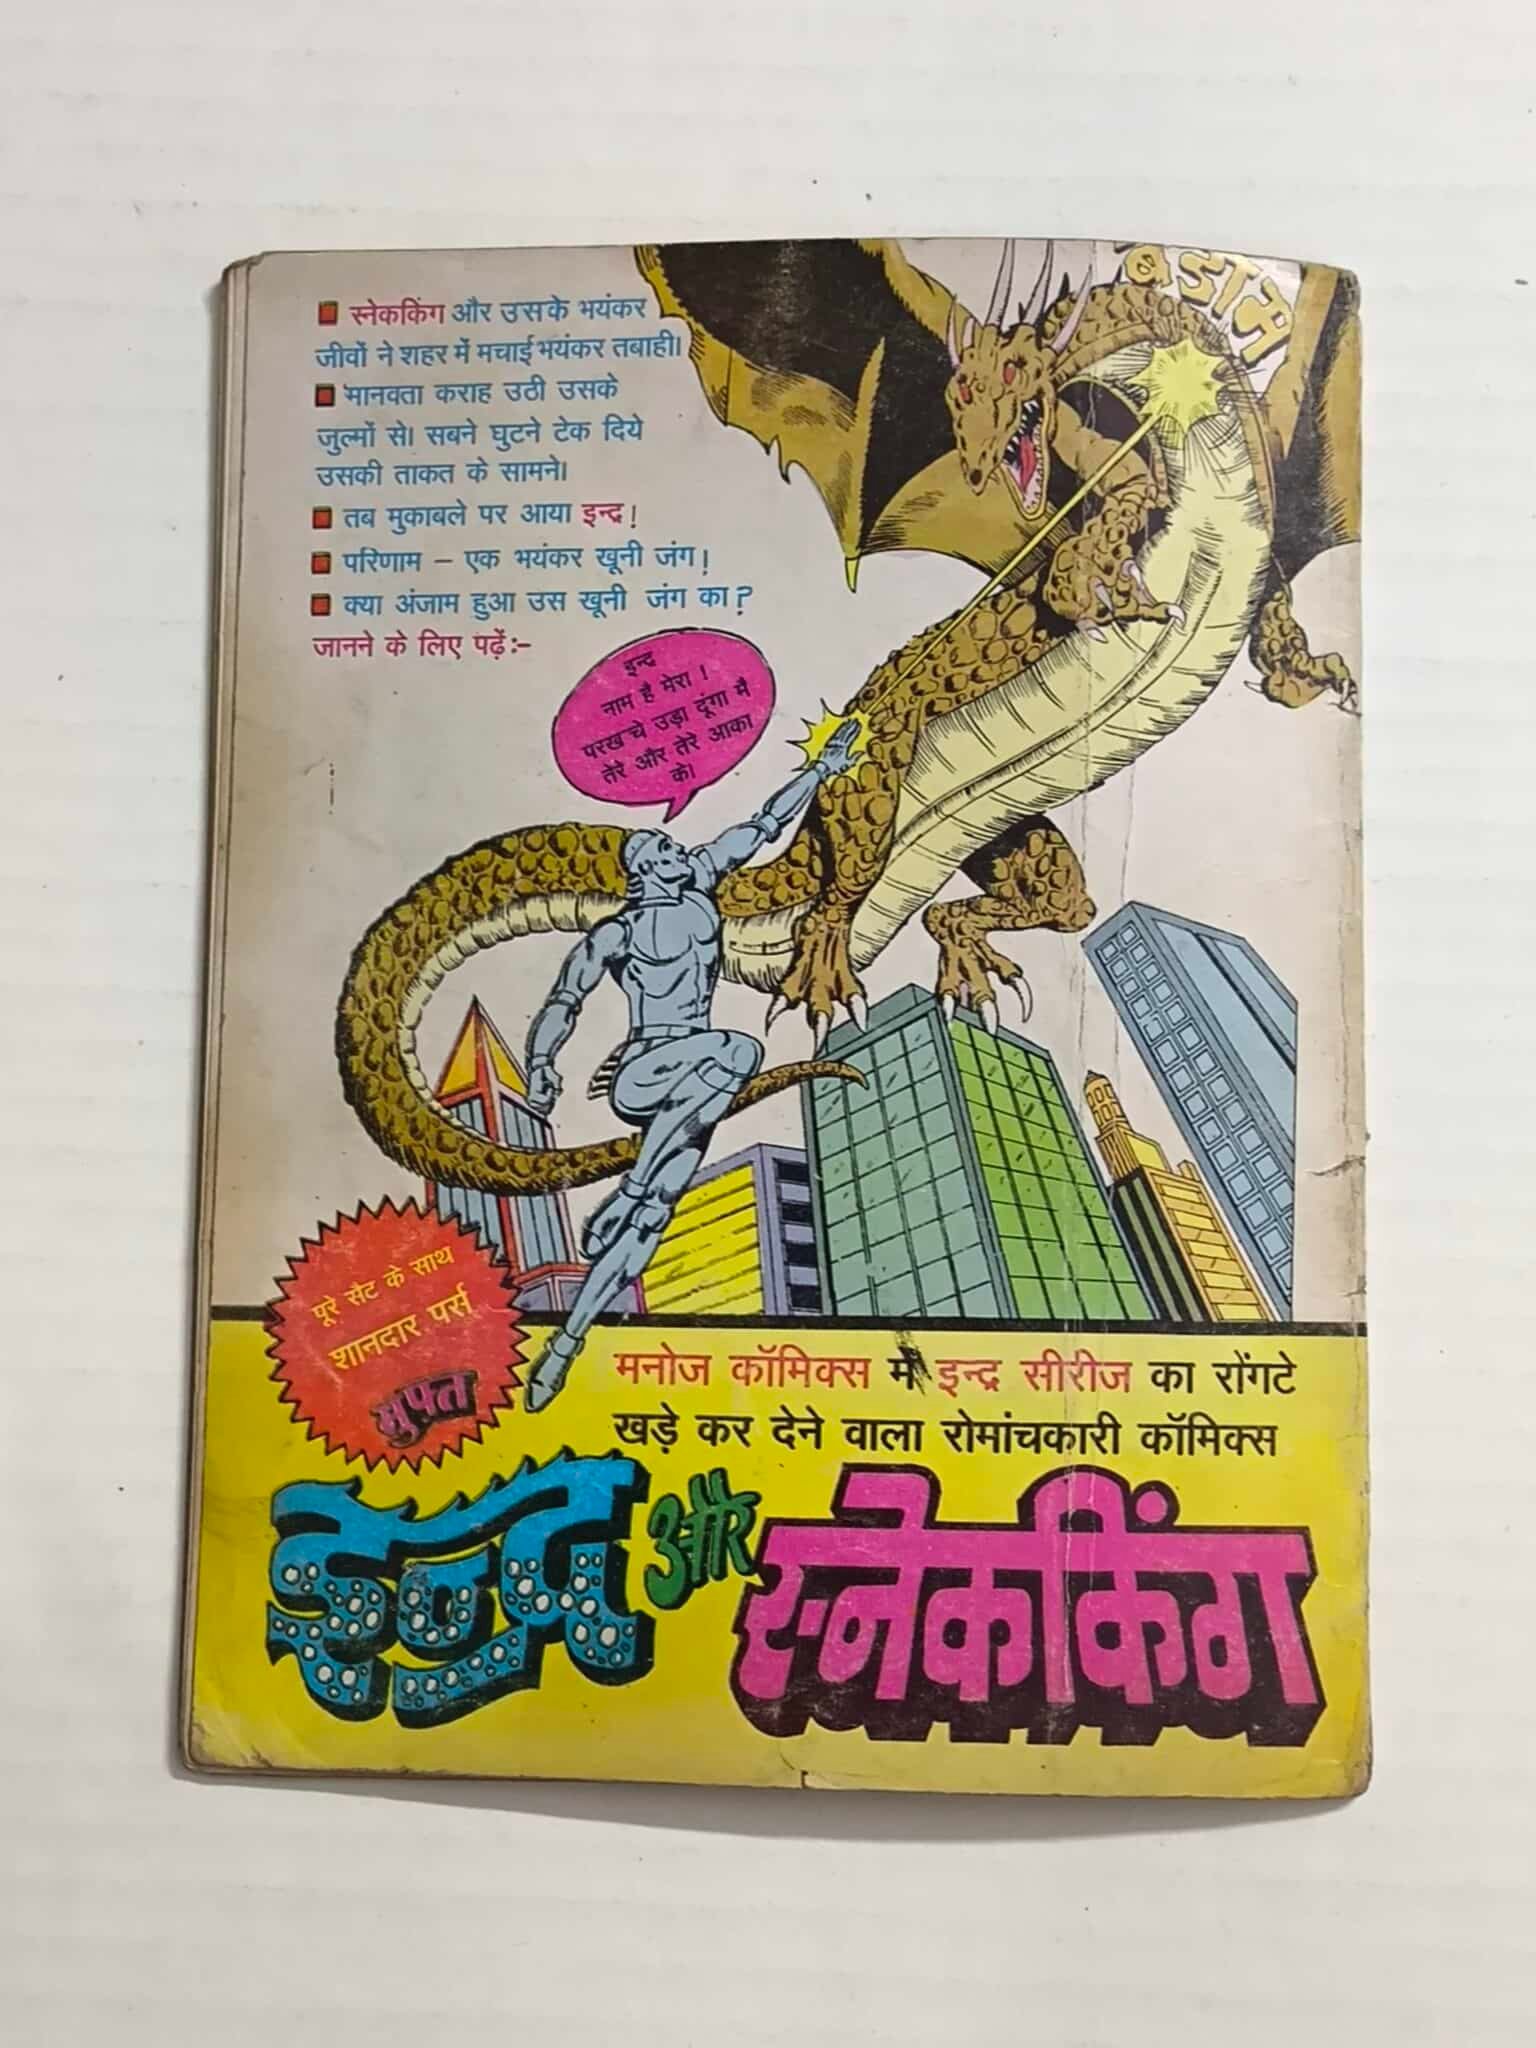 स्नेककिंग और उसके भयंकर
जीवों ने शहर में मचाई भयंकर तबाही।
मानवता कराह उठी उसके
जुल्मों से। सबने घुटने टेक दिये
उसकी ताकत के सामने।
तब मुकाबले पर आया इन्द्र!
परिणाम – एक भयंकर खूनी जंग!
क्या अंजाम हुआ उस खूनी जंग का?
जानने के लिए पढ़ें:-
इन्द्र
नाम है मेरा !
परखच्चे उड़ा दूंगा मैं
तेरे और तेरे आका
के।
पूरे सैट के साथ
शानदार पर्स
मुफ्त
मनोज कॉमिक्स में इन्द्र सीरीज का रोंगटे
खड़े कर देने वाला रोमांचकारी कॉमिक्स
इन्द्र और स्नेककिंग